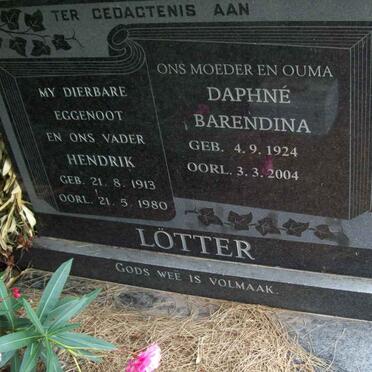 TER GEDAGTENIS AAN
MY DIERBARE
EGGENOOT
EN ONS VADER
HENDRIK
GEB. 21. 8. 1913
OORL. 21. 5. 1980
ONS MOEDER EN OUMA
DAPHNÉ
BARENDINA
GEB. 4. 9. 1924
OORL. 3. 3. 2004
LÖTTER
GODS WEE IS VOLMAAK.